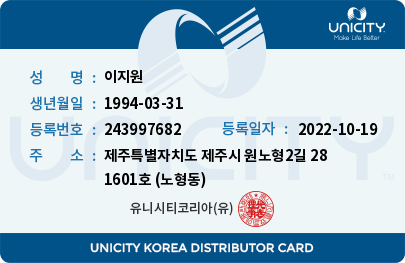 UNICITY
Make Life Better
성 명 : 이지원
생년월일 : 1994-03-31
등록번호 : 243997682 등록일자 : 2022-10-19
주 소 : 제주특별자치도 제주시 원노형2길 28
1601호 (노형동)
유니시티코리아(유)
UNICITY
TM
UNICITY KOREA DISTRIBUTOR CARD